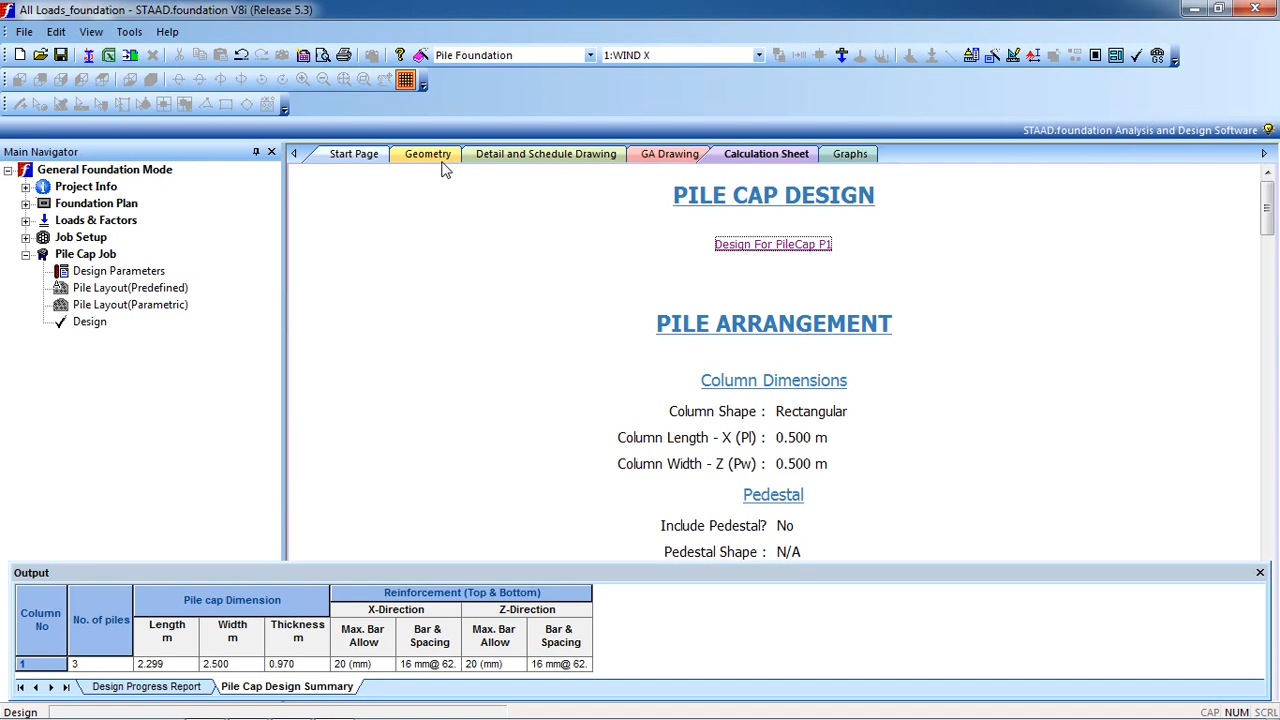 All Loads_foundation - STAAD.foundation V8i (Release 5.3)
File Edit View Tools Help
Pile Foundation 1:WIND X
STAAD.foundation Analysis and Design Software
Main Navigator
General Foundation Mode
Project Info
Foundation Plan
Loads & Factors
Job Setup
Pile Cap Job
Design Parameters
Pile Layout(Predefined)
Pile Layout(Parametric)
Design
Start Page Geometry Detail and Schedule Drawing GA Drawing Calculation Sheet Graphs
PILE CAP DESIGN
Design For PileCap P1
PILE ARRANGEMENT
Column Dimensions
Column Shape : Rectangular
Column Length - X (Pl) : 0.500 m
Column Width - Z (Pw) : 0.500 m
Pedestal
Include Pedestal? No
Pedestal Shape : N/A
Output
Column No
No. of piles
Pile cap Dimension
Length m
Width m
Thickness m
Reinforcement (Top & Bottom)
X-Direction Z-Direction
Max. Bar Allow
Bar & Spacing
Max. Bar Allow
Bar & Spacing
1 3 2.299 2.500 0.970 20 (mm) 16 mm@ 62. 20 (mm) 16 mm@ 62.
Design Progress Report Pile Cap Design Summary
Design CAP NUM SCRL